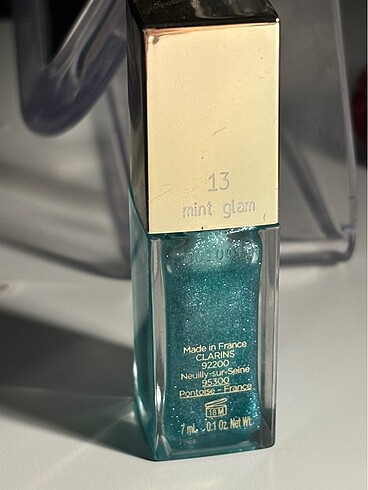 13
mint glam
Made in France
CLARINS
92200
Neuilly-sur-Seine
95300
Pontoise - France
18M
7 mL 0.1 Oz. Net Wt.